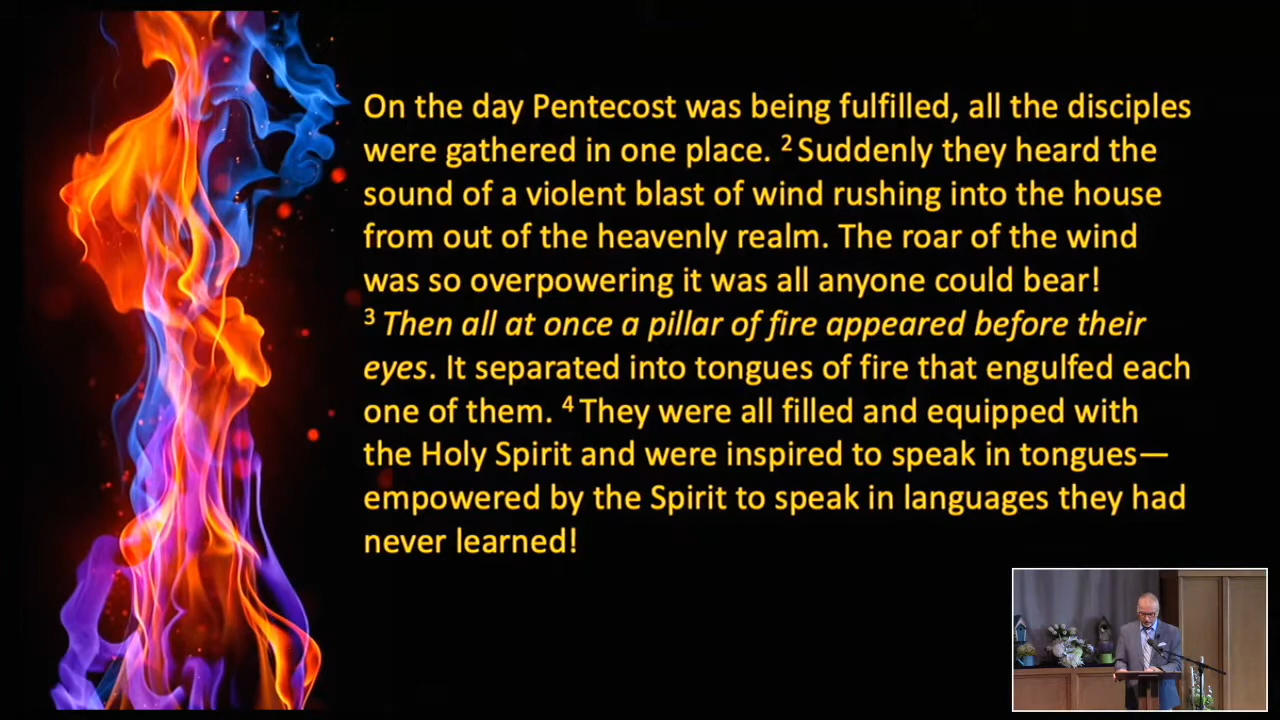 On the day Pentecost was being fulfilled, all the disciples
were gathered in one place. ² Suddenly they heard the
sound of a violent blast of wind rushing into the house
from out of the heavenly realm. The roar of the wind
was so overpowering it was all anyone could bear!
³ Then all at once a pillar of fire appeared before their
eyes. It separated into tongues of fire that engulfed each
one of them. ⁴ They were all filled and equipped with
the Holy Spirit and were inspired to speak in tongues—
empowered by the Spirit to speak in languages they had
never learned!